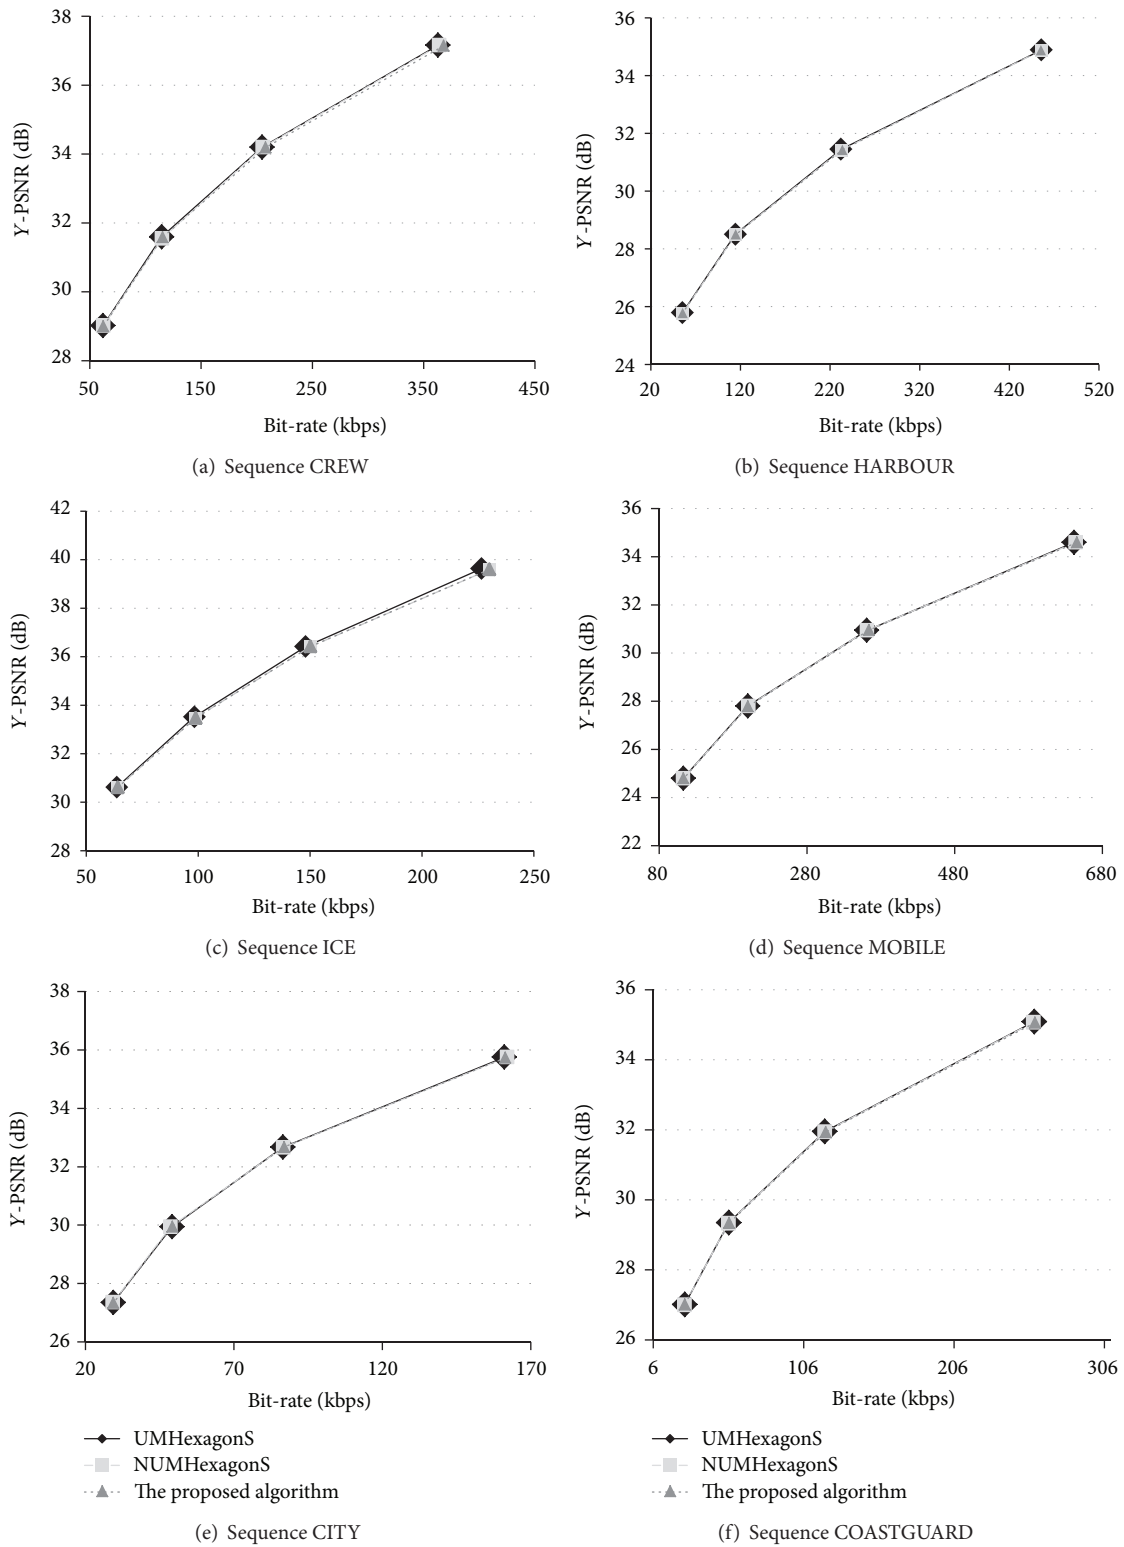 38
36
34
32
30
28
Y-PSNR (dB)
50 150 250 350 450
Bit-rate (kbps)
(a) Sequence CREW
36
34
32
30
28
26
24
Y-PSNR (dB)
20 120 220 320 420 520
Bit-rate (kbps)
(b) Sequence HARBOUR
42
40
38
36
34
32
30
28
Y-PSNR (dB)
50 100 150 200 250
Bit-rate (kbps)
(c) Sequence ICE
36
34
32
30
28
26
24
22
Y-PSNR (dB)
80 280 480 680
Bit-rate (kbps)
(d) Sequence MOBILE
38
36
34
32
30
28
26
Y-PSNR (dB)
20 70 120 170
Bit-rate (kbps)
UMHexagonS
NUMHexagonS
The proposed algorithm
(e) Sequence CITY
36
34
32
30
28
26
Y-PSNR (dB)
6 106 206 306
Bit-rate (kbps)
UMHexagonS
NUMHexagonS
The proposed algorithm
(f) Sequence COASTGUARD